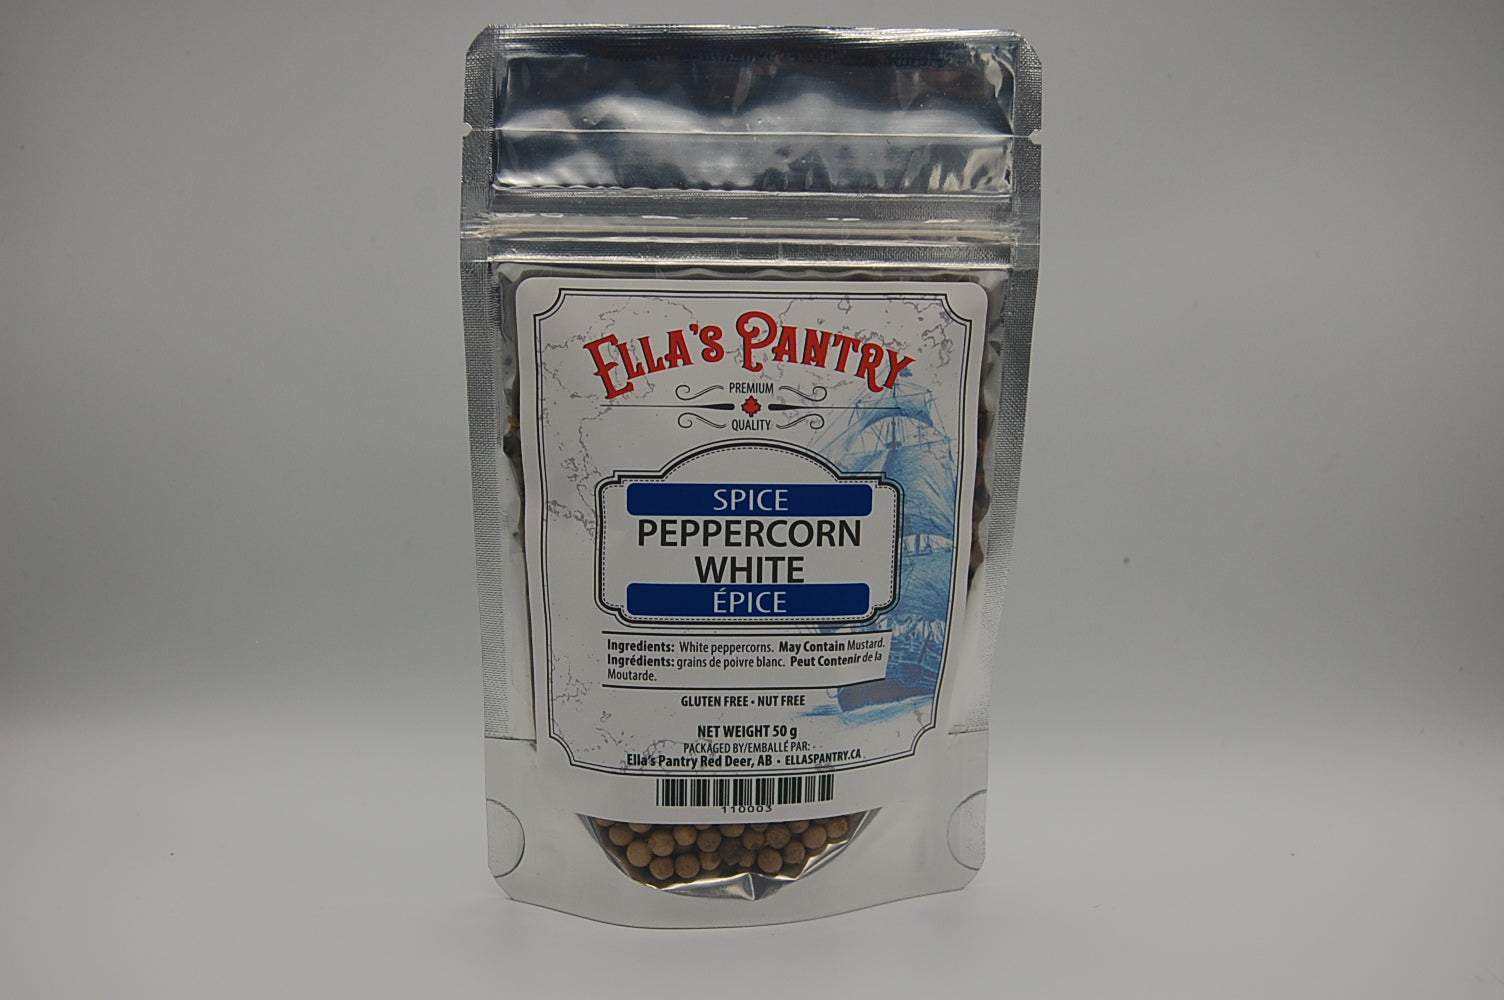 ELLA'S PANTRY
PREMIUM
QUALITY
SPICE
PEPPERCORN
WHITE
ÉPICE
Ingredients: White peppercorns. May Contain Mustard.
Ingrédients: grains de poivre blanc. Peut Contenir de la
Moutarde.
GLUTEN FREE • NUT FREE
NET WEIGHT 50 g
PACKAGED BY/EMBALLÉ PAR:
Ella's Pantry Red Deer, AB • ELLASPANTRY.CA
110003